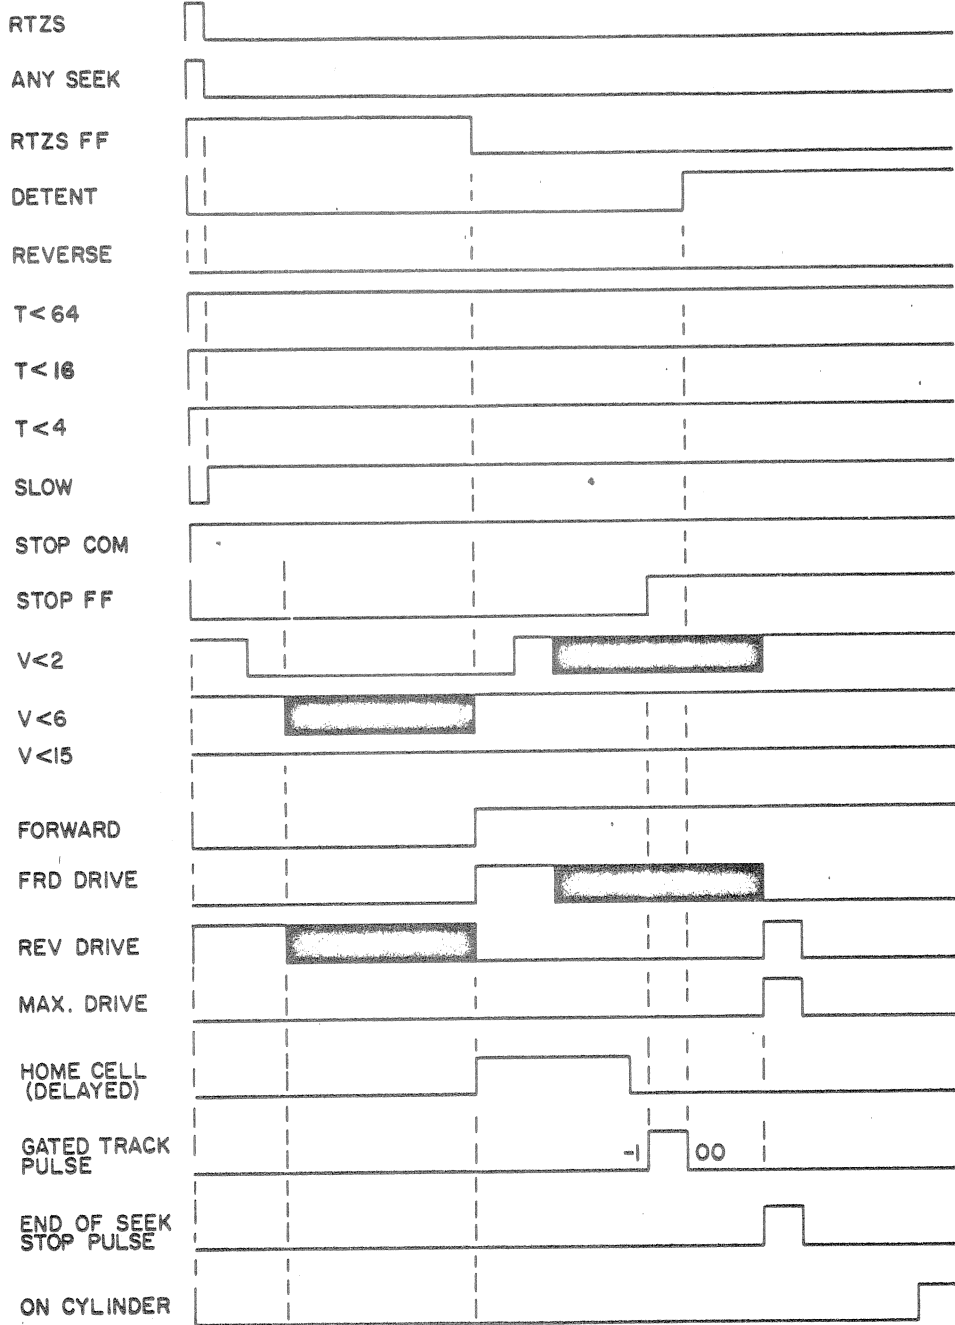 RTZS
ANY SEEK
RTZS FF
DETENT
REVERSE
T<64
T<16
T<4
SLOW
STOP COM
STOP FF
V<2
V<6
V<15
FORWARD
FRD DRIVE
REV DRIVE
MAX. DRIVE
HOME CELL
(DELAYED)
GATED TRACK
PULSE
-1 00
END OF SEEK
STOP PULSE
ON CYLINDER